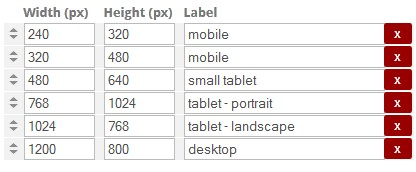 Width (px) Height (px) Label
240 320 mobile x
320 480 mobile x
480 640 small tablet x
768 1024 tablet - portrait x
1024 768 tablet - landscape x
1200 800 desktop x